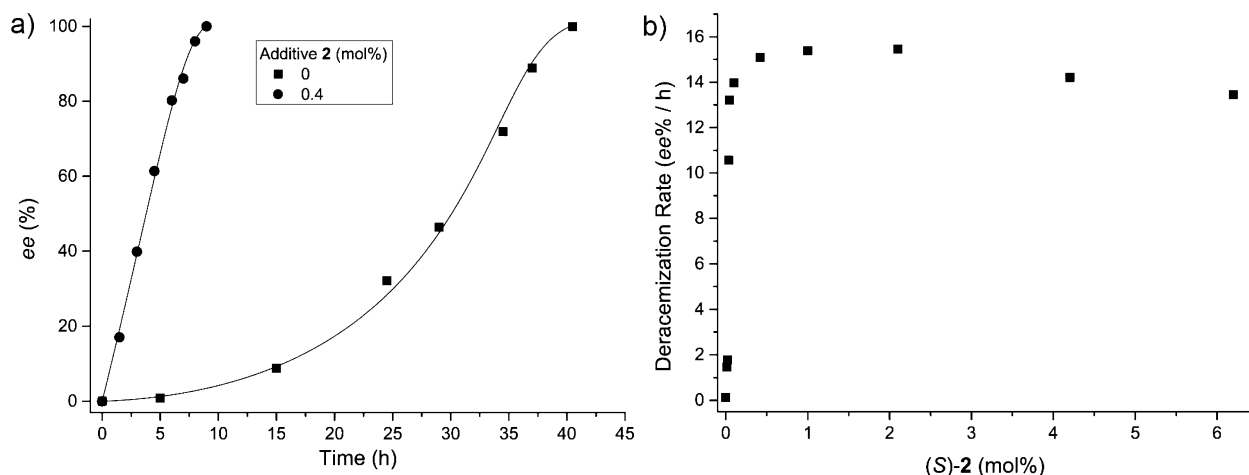 a)
100
80
60
40
20
0
ee (%)
0 5 10 15 20 25 30 35 40 45
Time (h)
Additive 2 (mol%)
0
0.4
b)
16
14
12
10
8
6
4
2
0
Deracemization Rate (ee% / h)
0 1 2 3 4 5 6
(S)-2 (mol%)